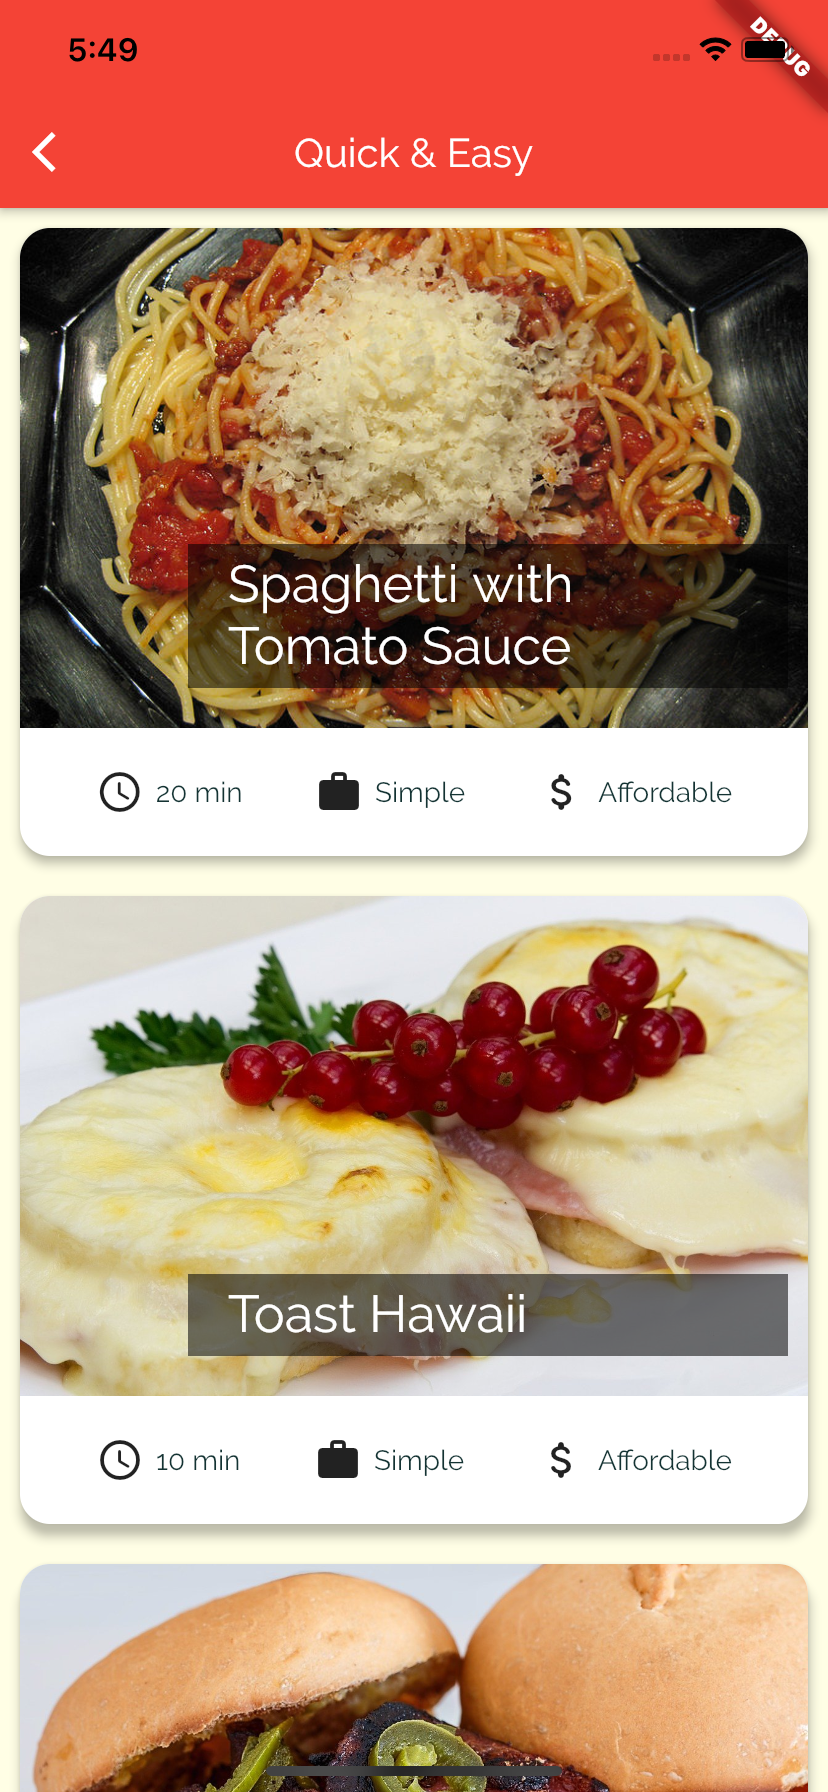 5:49
DEBUG
Quick & Easy
Spaghetti with
Tomato Sauce
20 min
Simple
Affordable
Toast Hawaii
10 min
Simple
Affordable